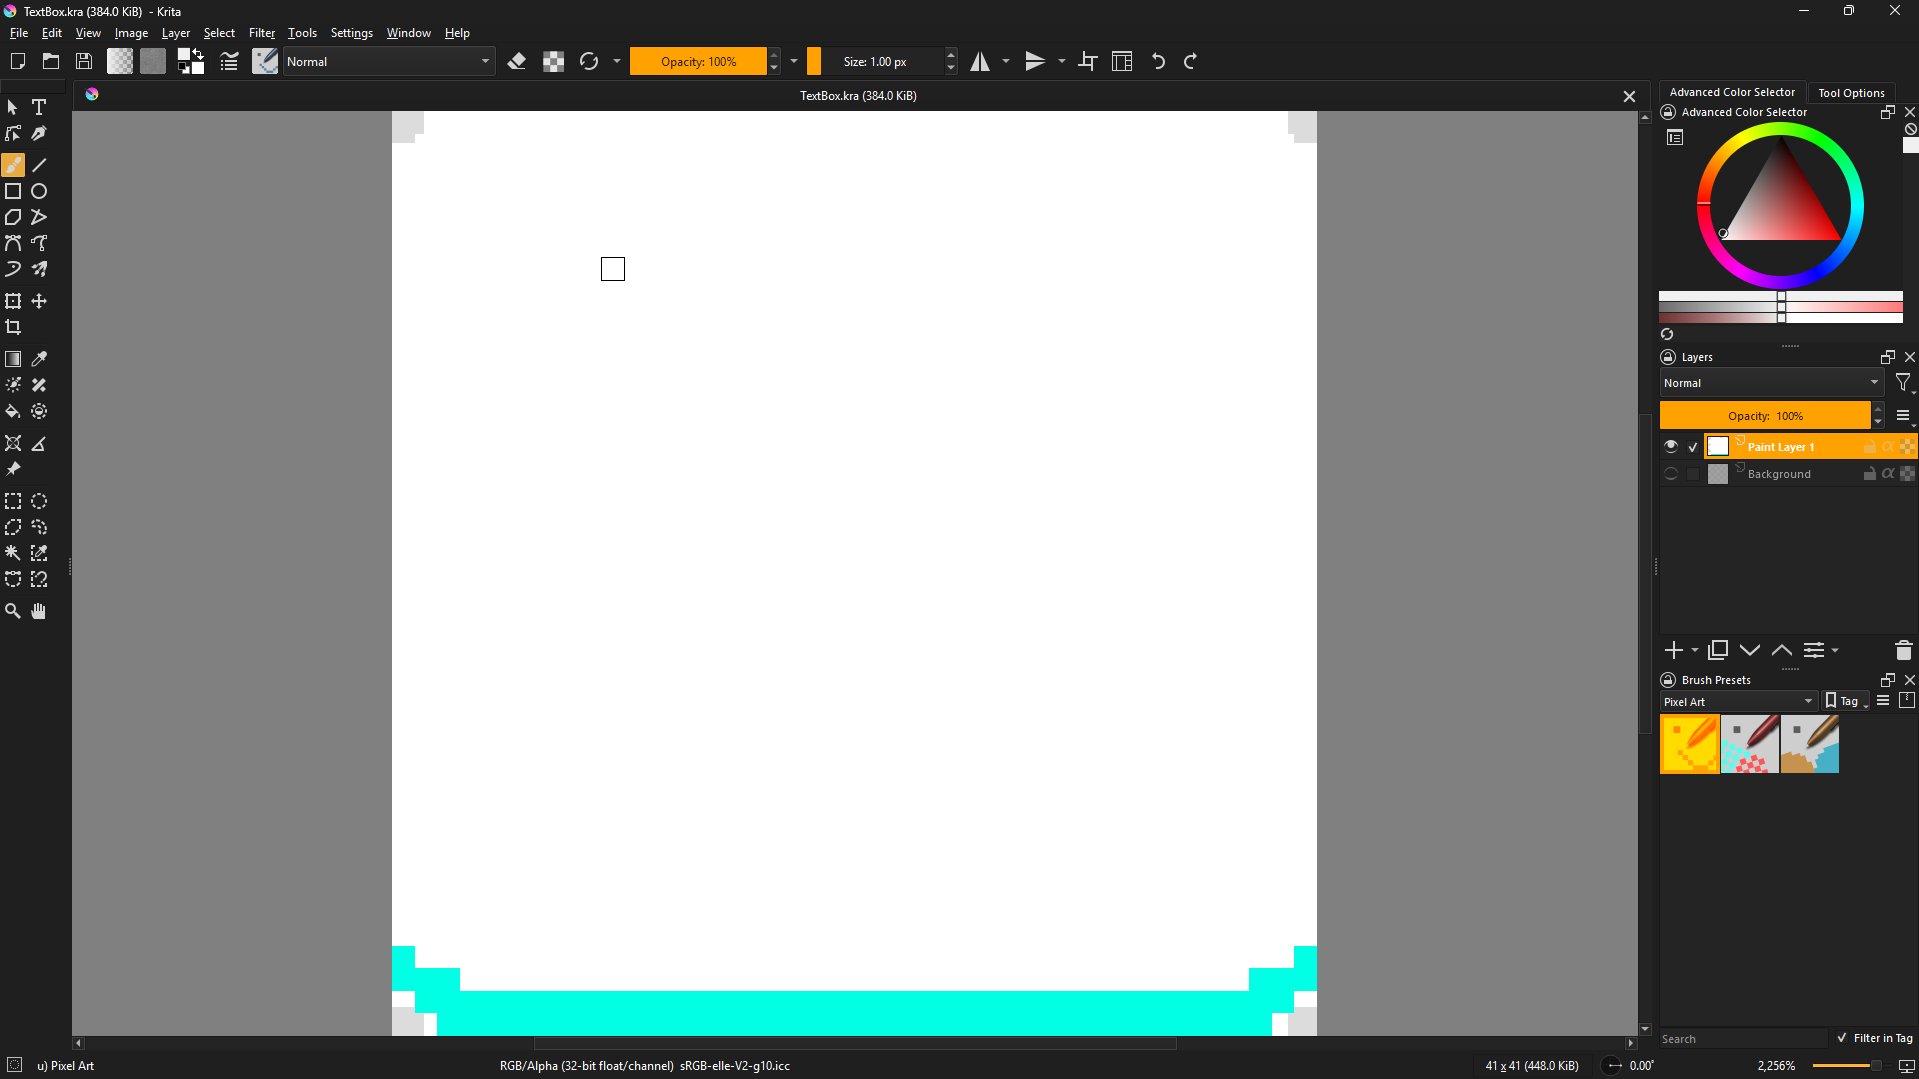 TextBox.kra (384.0 KiB) - Krita
File Edit View Image Layer Select Filter Tools Settings Window Help
Normal Opacity: 100% Size: 1.00 px
TextBox.kra (384.0 KiB)
Advanced Color Selector Tool Options
Advanced Color Selector
Layers
Normal
Opacity: 100%
Paint Layer 1
Background
Brush Presets
Pixel Art Tag
Search Filter in Tag
u) Pixel Art RGB/Alpha (32-bit float/channel) sRGB-elle-V2-g10.icc 41 x 41 (448.0 KiB) 0.00° 2,256%